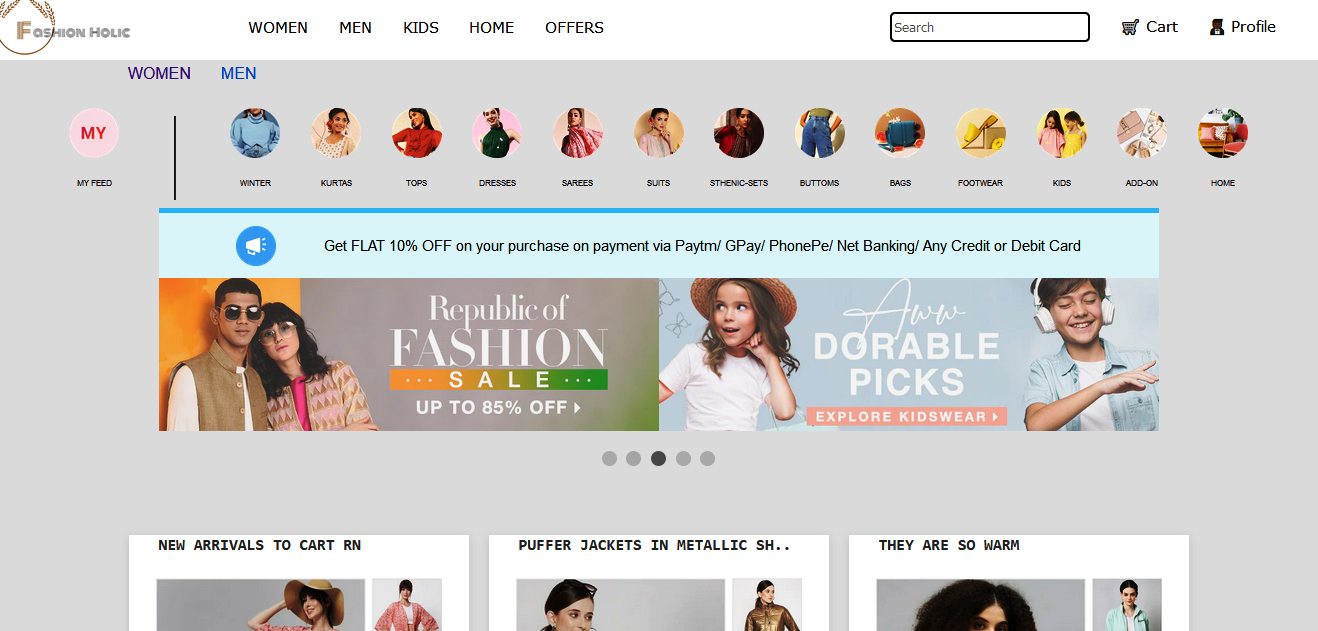 Fashion Holic
WOMEN MEN KIDS HOME OFFERS
Search
Cart
Profile
WOMEN MEN
MY
MY FEED
WINTER
KURTAS
TOPS
DRESSES
SAREES
SUITS
STHENIC-SETS
BUTTOMS
BAGS
FOOTWEAR
KIDS
ADD-ON
HOME
Get FLAT 10% OFF on your purchase on payment via Paytm/ GPay/ PhonePe/ Net Banking/ Any Credit or Debit Card
Republic of
FASHION
··· SALE ···
UP TO 85% OFF
Aww
DORABLE
PICKS
EXPLORE KIDSWEAR
NEW ARRIVALS TO CART RN
PUFFER JACKETS IN METALLIC SH..
THEY ARE SO WARM